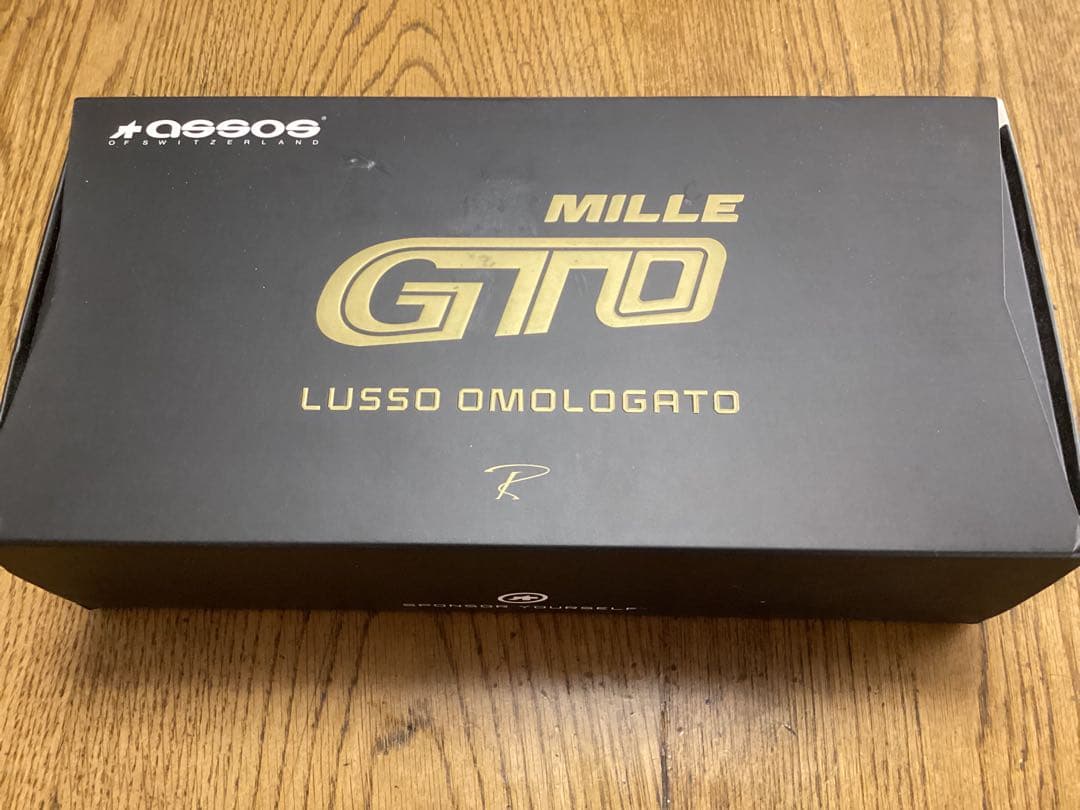 assos®
OF SWITZERLAND
MILLE
GTO
LUSSO OMOLOGATO
R
SPONSOR YOURSELF